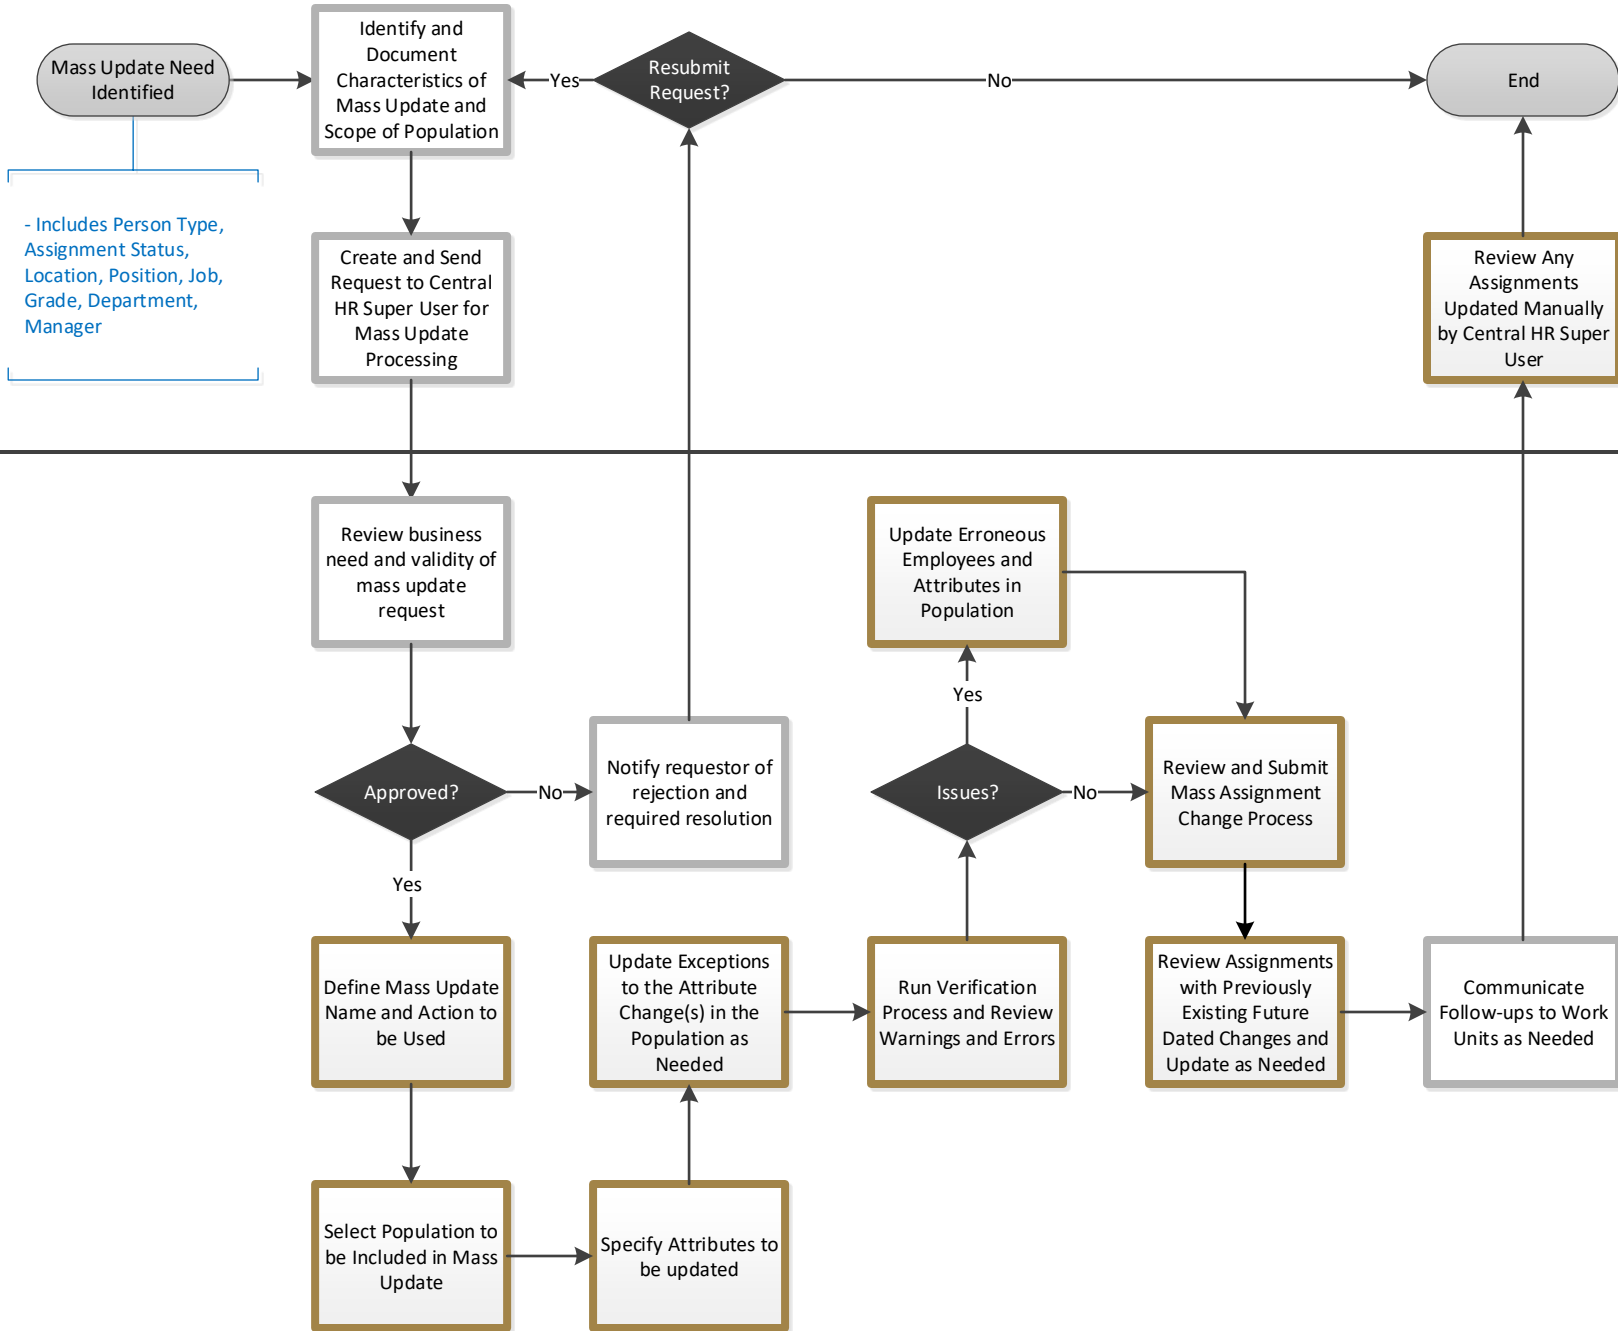 Mass Update Need
Identified
Identify and
Document
Characteristics of
Mass Update and
Scope of Population
Yes
Resubmit
Request?
No
End
- Includes Person Type,
Assignment Status,
Location, Position, Job,
Grade, Department,
Manager
Create and Send
Request to Central
HR Super User for
Mass Update
Processing
Review Any
Assignments
Updated Manually
by Central HR Super
User
Review business
need and validity of
mass update
request
Update Erroneous
Employees and
Attributes in
Population
Yes
Approved?
No
Notify requestor of
rejection and
required resolution
Issues?
No
Review and Submit
Mass Assignment
Change Process
Yes
Define Mass Update
Name and Action to
be Used
Update Exceptions
to the Attribute
Change(s) in the
Population as
Needed
Run Verification
Process and Review
Warnings and Errors
Review Assignments
with Previously
Existing Future
Dated Changes and
Update as Needed
Communicate
Follow-ups to Work
Units as Needed
Select Population to
be Included in Mass
Update
Specify Attributes to
be updated